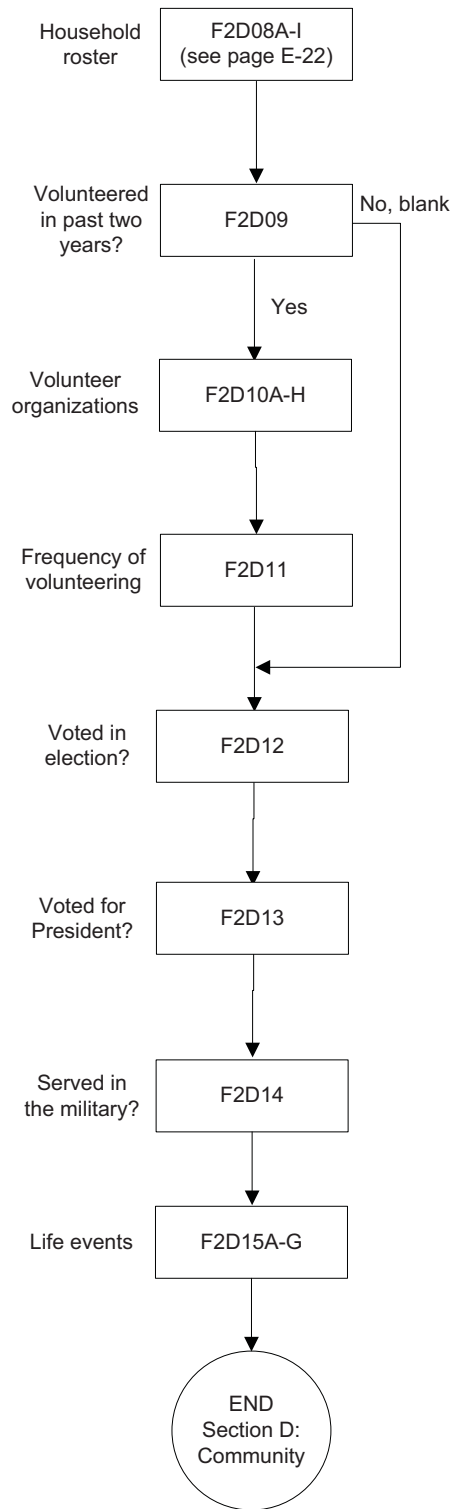 Household
roster
F2D08A-I
(see page E-22)
Volunteered
in past two
years?
F2D09
No, blank
Yes
Volunteer
organizations
F2D10A-H
Frequency of
volunteering
F2D11
Voted in
election?
F2D12
Voted for
President?
F2D13
Served in
the military?
F2D14
Life events
F2D15A-G
END
Section D:
Community